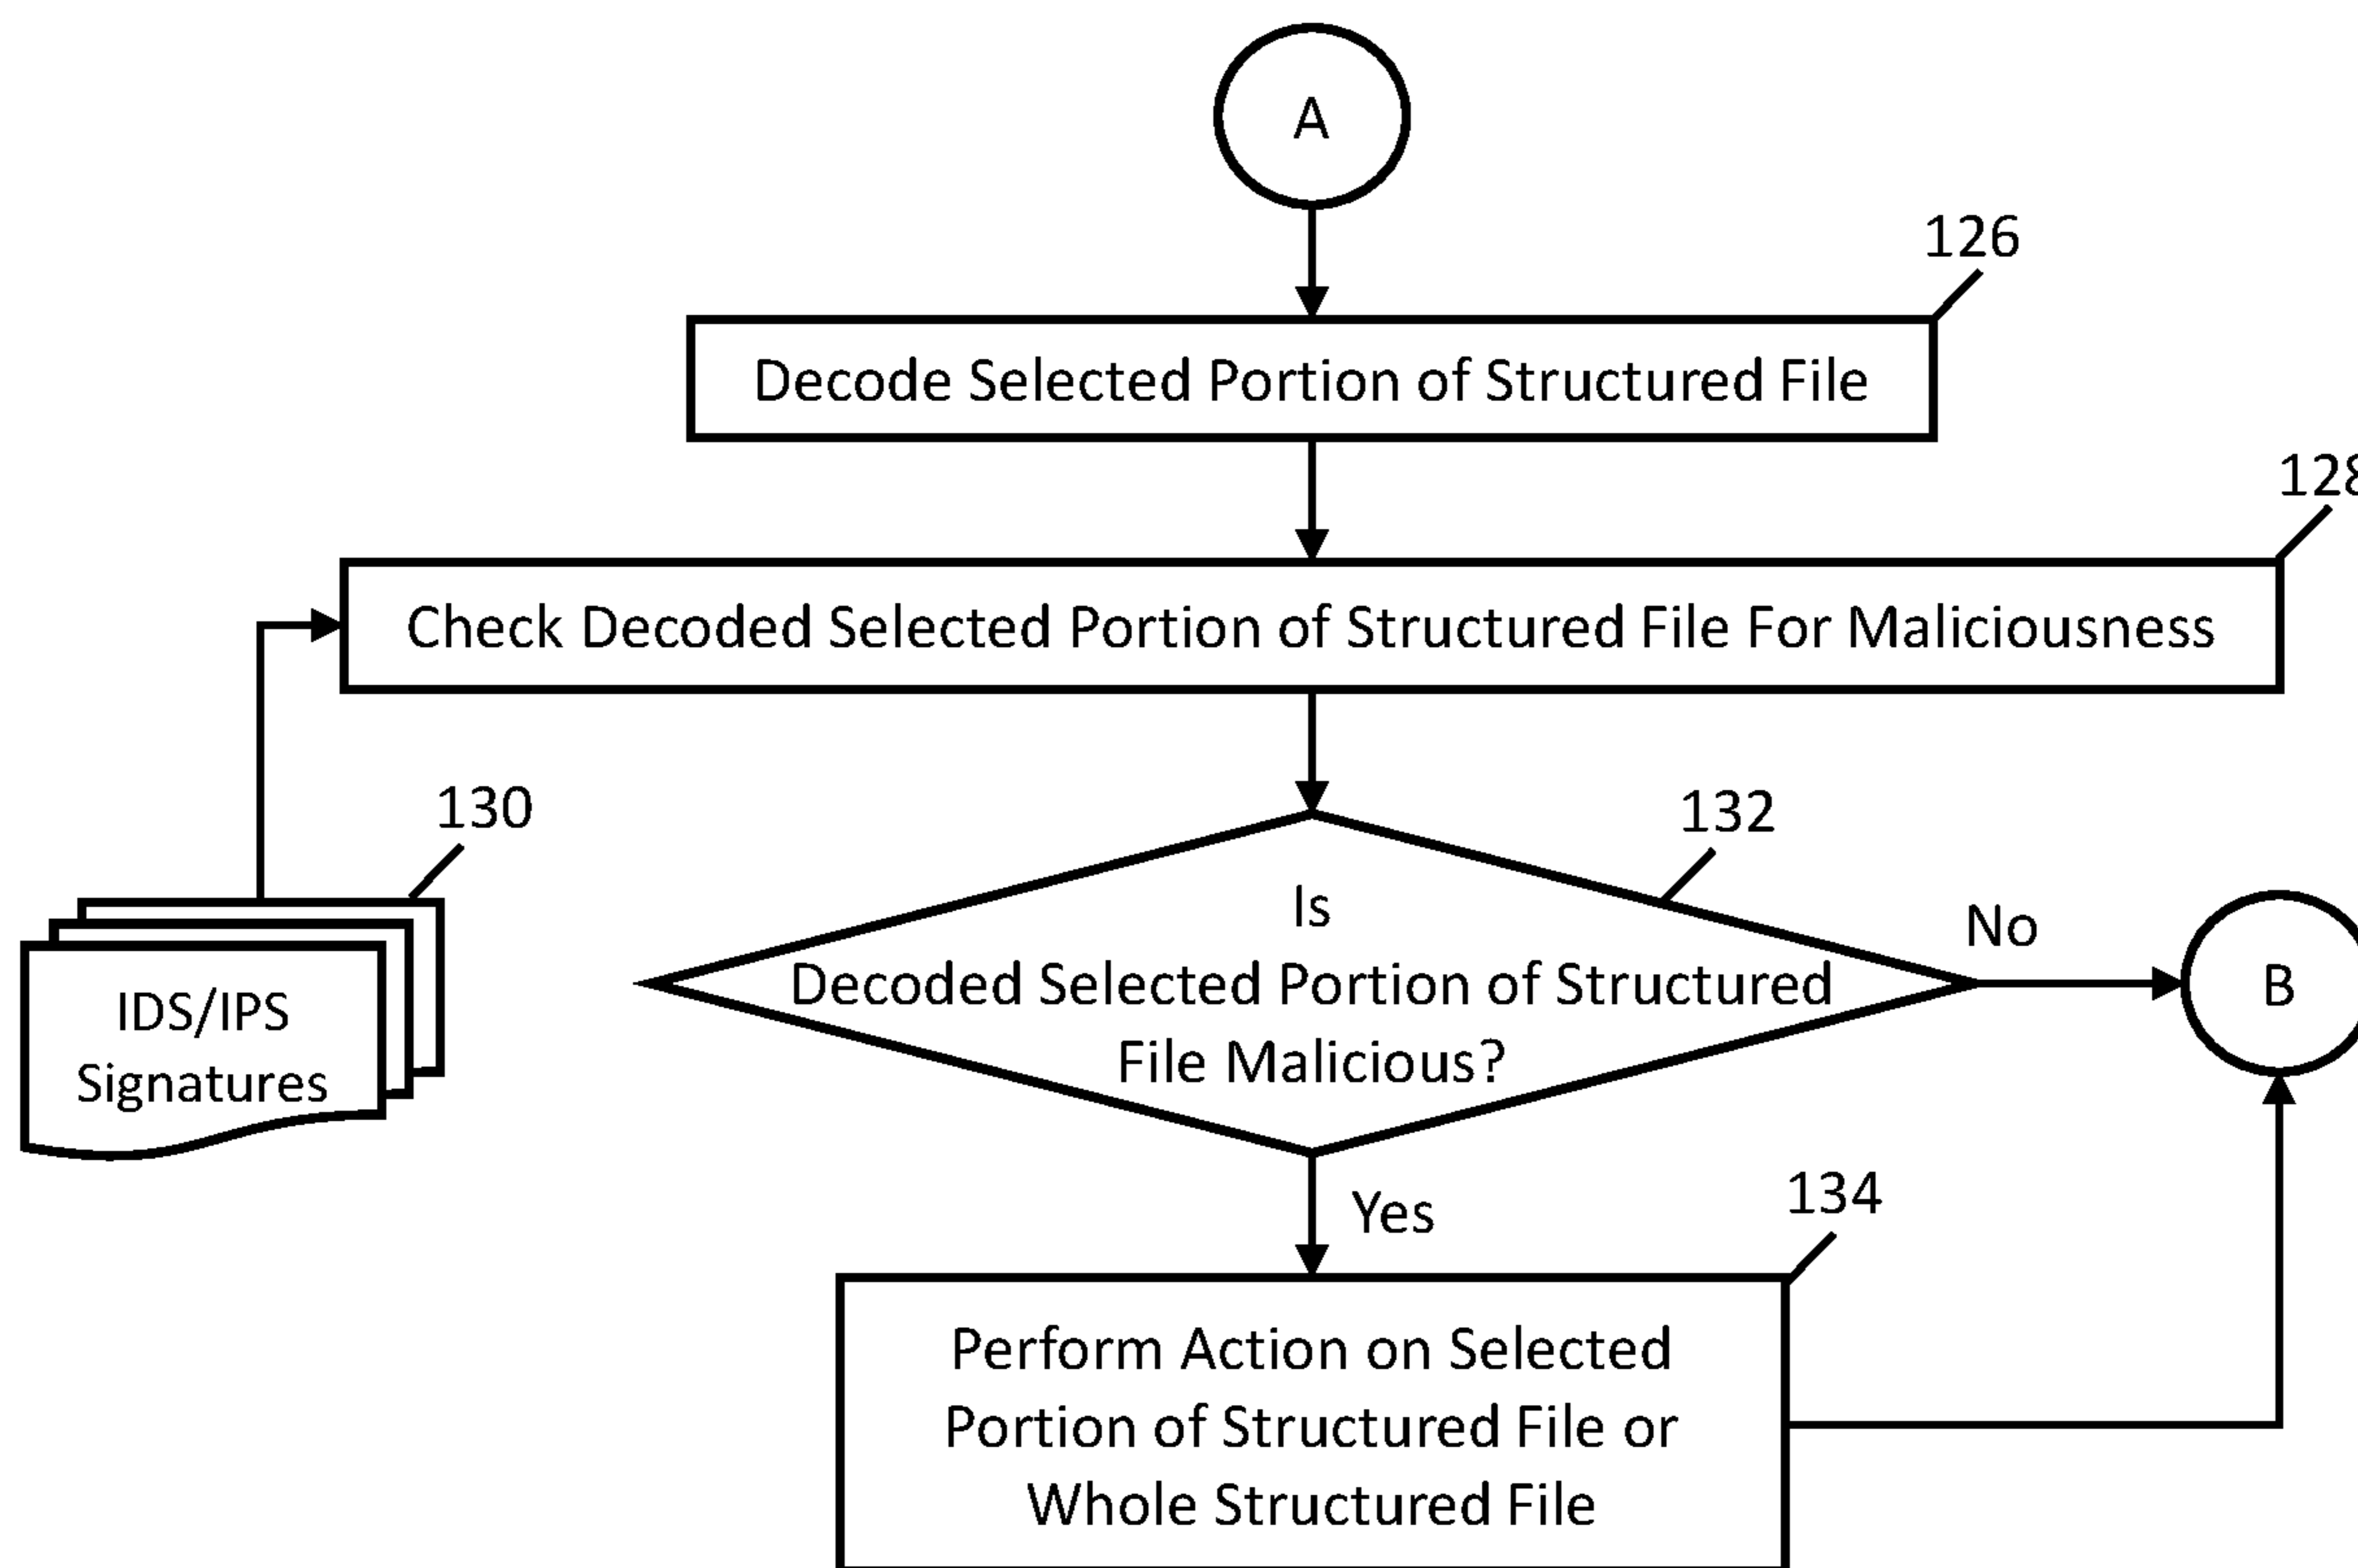 A
126
Decode Selected Portion of Structured File
128
Check Decoded Selected Portion of Structured File For Maliciousness
130
132
Is
Decoded Selected Portion of Structured
File Malicious?
No
B
IDS/IPS
Signatures
Yes
134
Perform Action on Selected
Portion of Structured File or
Whole Structured File